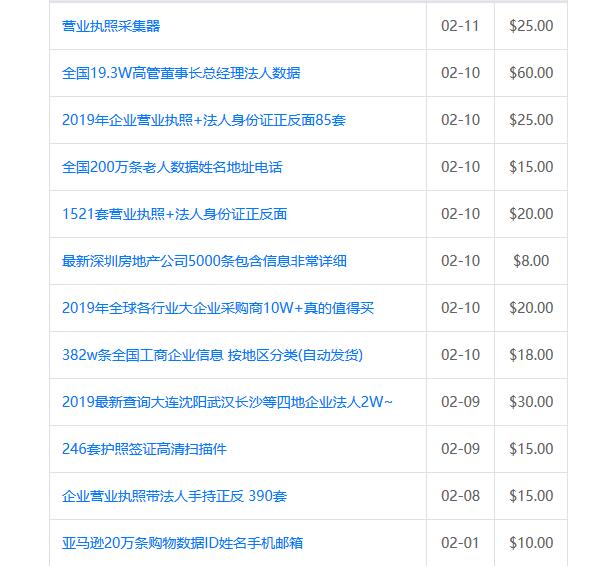 营业执照采集器 02-11 $25.00
全国19.3W高管董事长总经理法人数据 02-10 $60.00
2019年企业营业执照+法人身份证正反面85套 02-10 $25.00
全国200万条老人数据姓名地址电话 02-10 $15.00
1521套营业执照+法人身份证正反面 02-10 $20.00
最新深圳房地产公司5000条包含信息非常详细 02-10 $8.00
2019年全球各行业大企业采购商10W+真的值得买 02-10 $20.00
382w条全国工商企业信息 按地区分类(自动发货) 02-10 $18.00
2019最新查询大连沈阳武汉长沙等四地企业法人2W~ 02-09 $30.00
246套护照签证高清扫描件 02-09 $15.00
企业营业执照带法人手持正反 390套 02-08 $15.00
亚马逊20万条购物数据ID姓名手机邮箱 02-01 $10.00